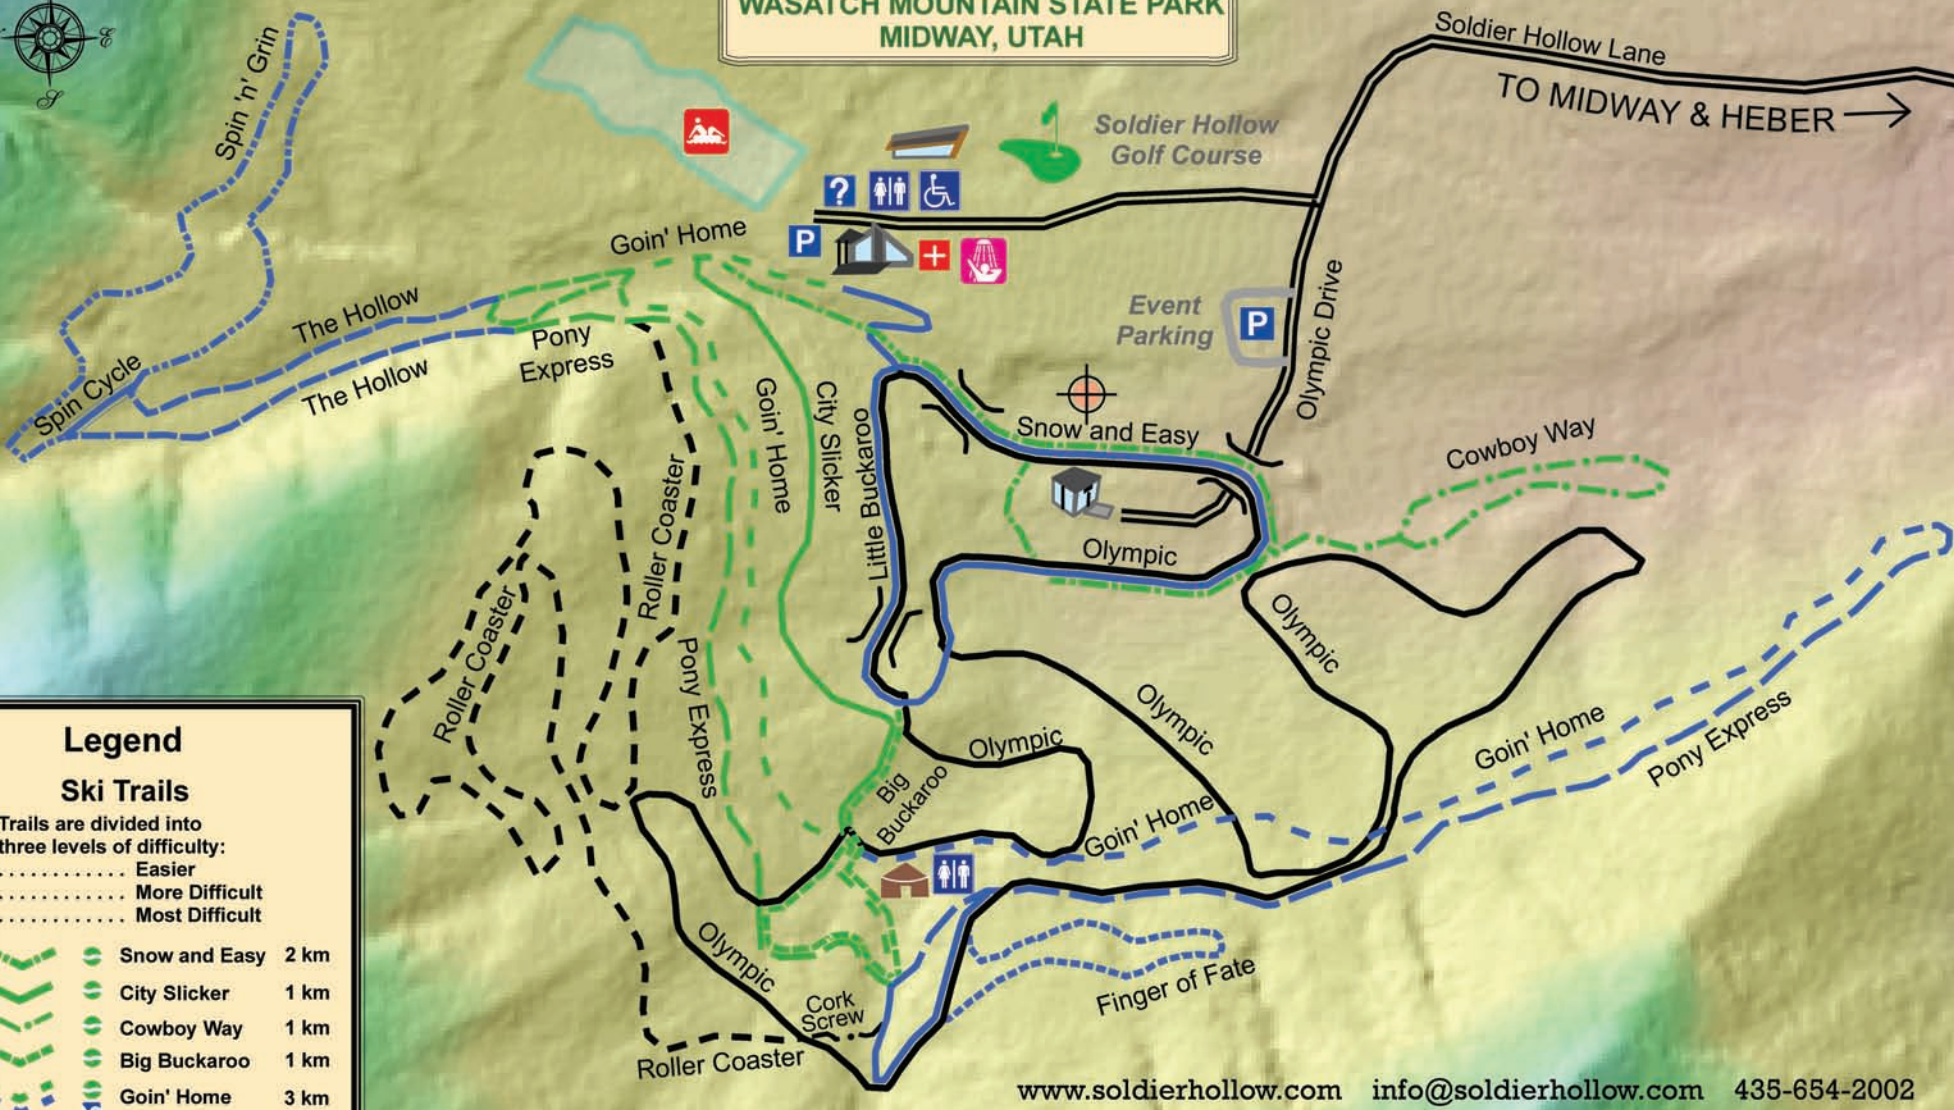 WASATCH MOUNTAIN STATE PARK
MIDWAY, UTAH
E
S
Spin 'n' Grin
Soldier Hollow Lane
TO MIDWAY & HEBER
Soldier Hollow
Golf Course
?
P
Goin' Home
The Hollow
The Hollow
Spin Cycle
Pony
Express
Event
Parking
P
Olympic Drive
Goin' Home
City Slicker
Little Buckaroo
Snow and Easy
Cowboy Way
Roller Coaster
Roller Coaster
Olympic
Olympic
Pony Express
Olympic
Olympic
Big
Buckaroo
Goin' Home
Goin' Home
Pony Express
Olympic
Cork
Screw
Finger of Fate
Roller Coaster
Legend
Ski Trails
Trails are divided into
three levels of difficulty:
. . . . . . . . . . . . Easier
. . . . . . . . . . . . More Difficult
. . . . . . . . . . . . Most Difficult
Snow and Easy 2 km
City Slicker 1 km
Cowboy Way 1 km
Big Buckaroo 1 km
Goin' Home 3 km
www.soldierhollow.com info@soldierhollow.com 435-654-2002